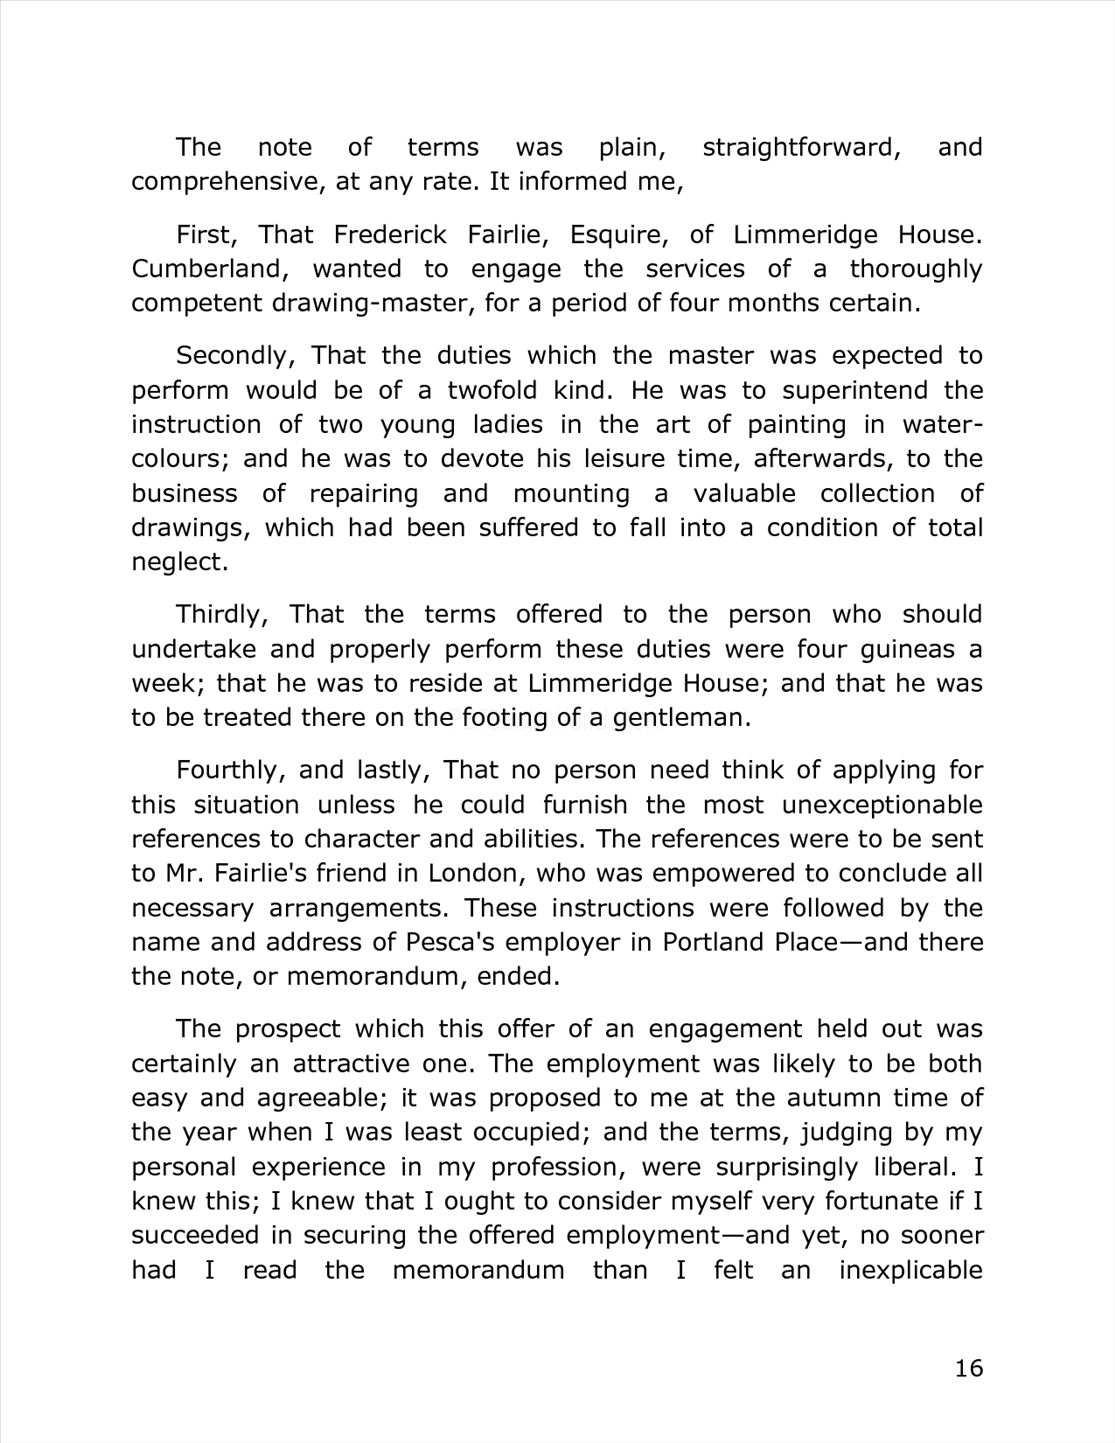 The note of terms was plain, straightforward, and
comprehensive, at any rate. It informed me,
First, That Frederick Fairlie, Esquire, of Limmeridge House.
Cumberland, wanted to engage the services of a thoroughly
competent drawing-master, for a period of four months certain.
Secondly, That the duties which the master was expected to
perform would be of a twofold kind. He was to superintend the
instruction of two young ladies in the art of painting in water-
colours; and he was to devote his leisure time, afterwards, to the
business of repairing and mounting a valuable collection of
drawings, which had been suffered to fall into a condition of total
neglect.
Thirdly, That the terms offered to the person who should
undertake and properly perform these duties were four guineas a
week; that he was to reside at Limmeridge House; and that he was
to be treated there on the footing of a gentleman.
Fourthly, and lastly, That no person need think of applying for
this situation unless he could furnish the most unexceptionable
references to character and abilities. The references were to be sent
to Mr. Fairlie's friend in London, who was empowered to conclude all
necessary arrangements. These instructions were followed by the
name and address of Pesca's employer in Portland Place—and there
the note, or memorandum, ended.
The prospect which this offer of an engagement held out was
certainly an attractive one. The employment was likely to be both
easy and agreeable; it was proposed to me at the autumn time of
the year when I was least occupied; and the terms, judging by my
personal experience in my profession, were surprisingly liberal. I
knew this; I knew that I ought to consider myself very fortunate if I
succeeded in securing the offered employment—and yet, no sooner
had I read the memorandum than I felt an inexplicable
16